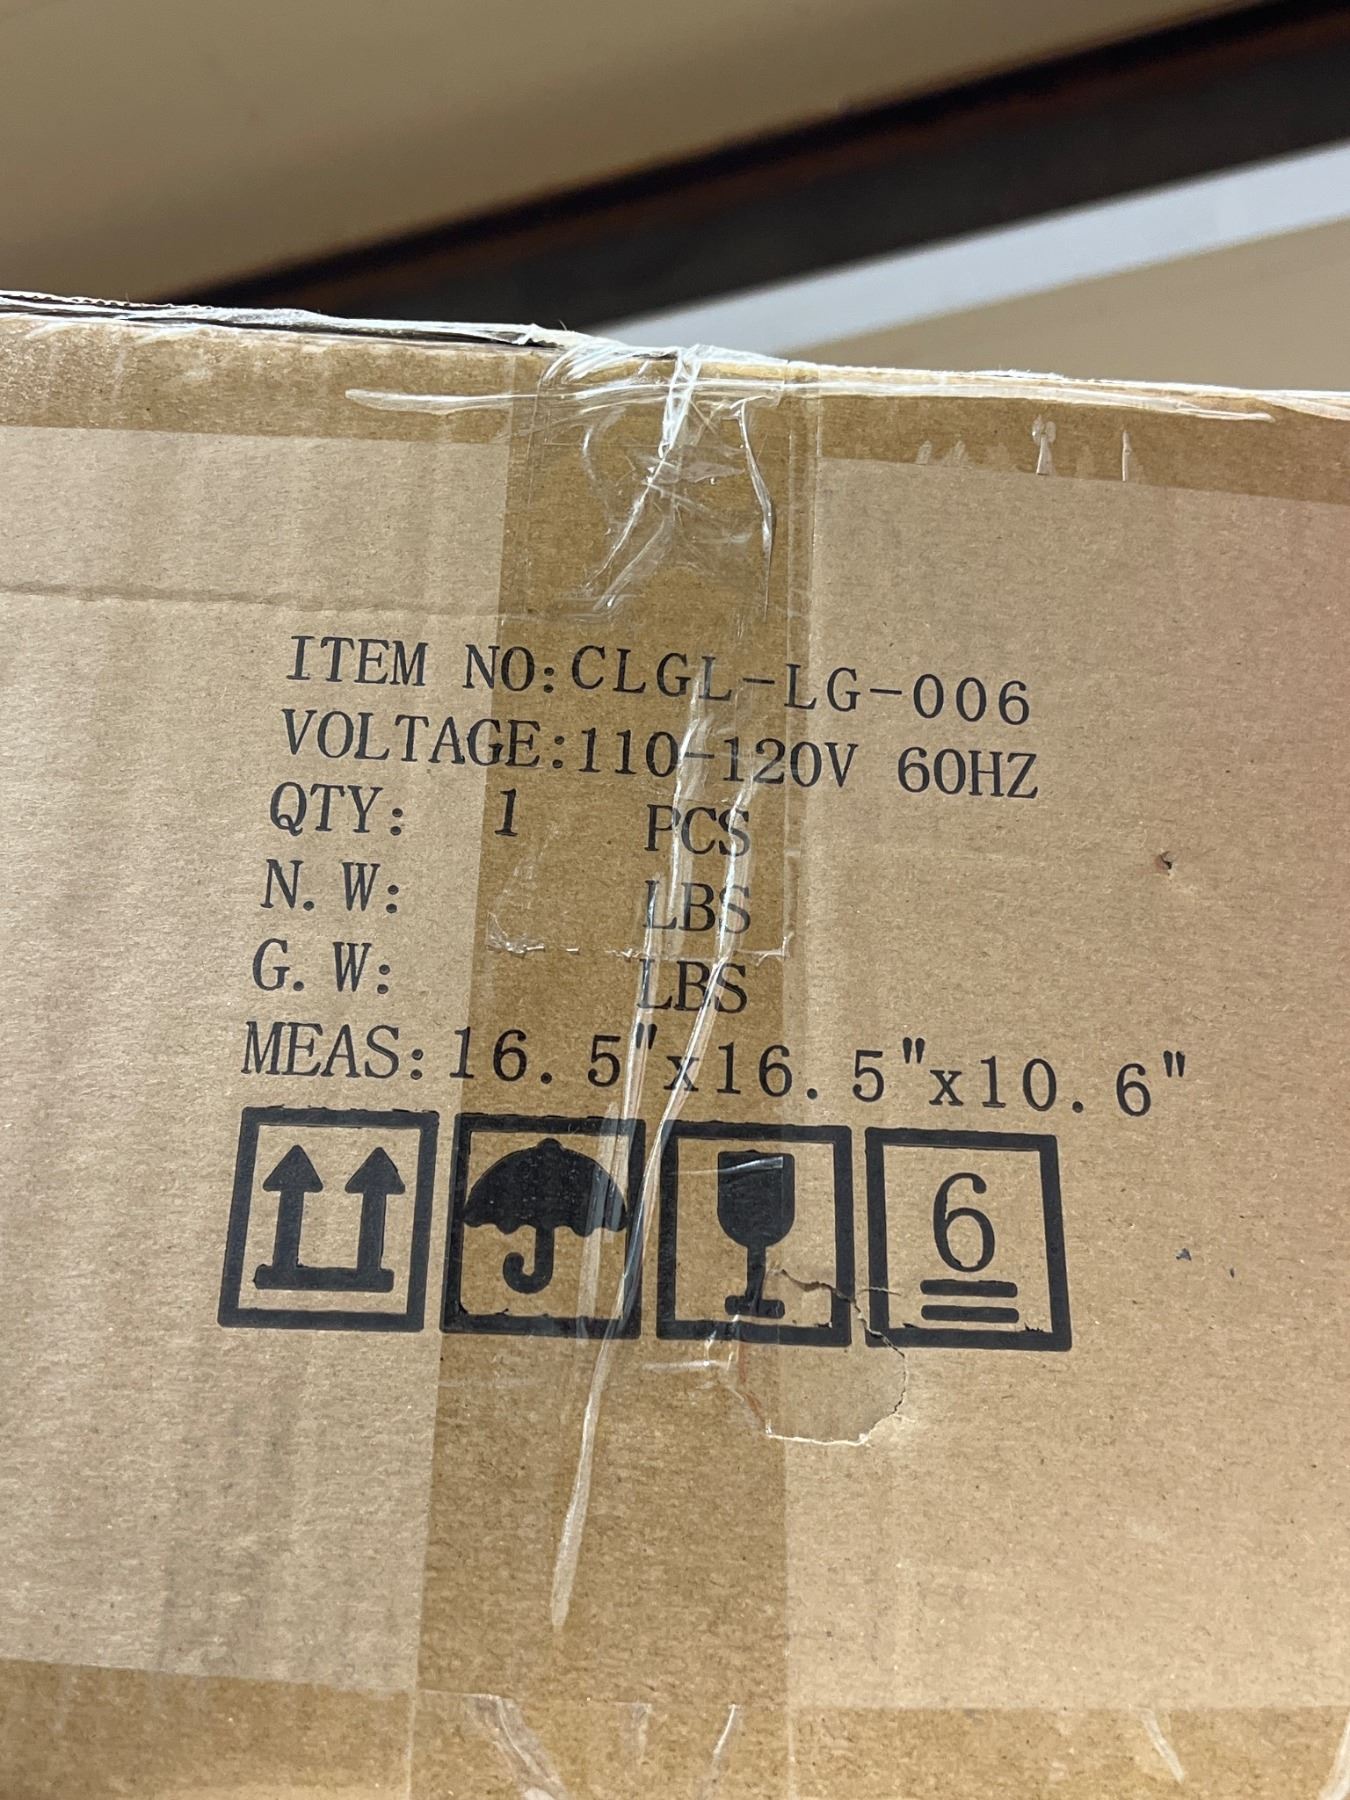 ITEM NO:CLGL-LG-006
VOLTAGE:110-120V 60HZ
QTY: 1 PCS
N.W: LBS
G.W: LBS
MEAS:16.5"x16.5"x10.6"
6